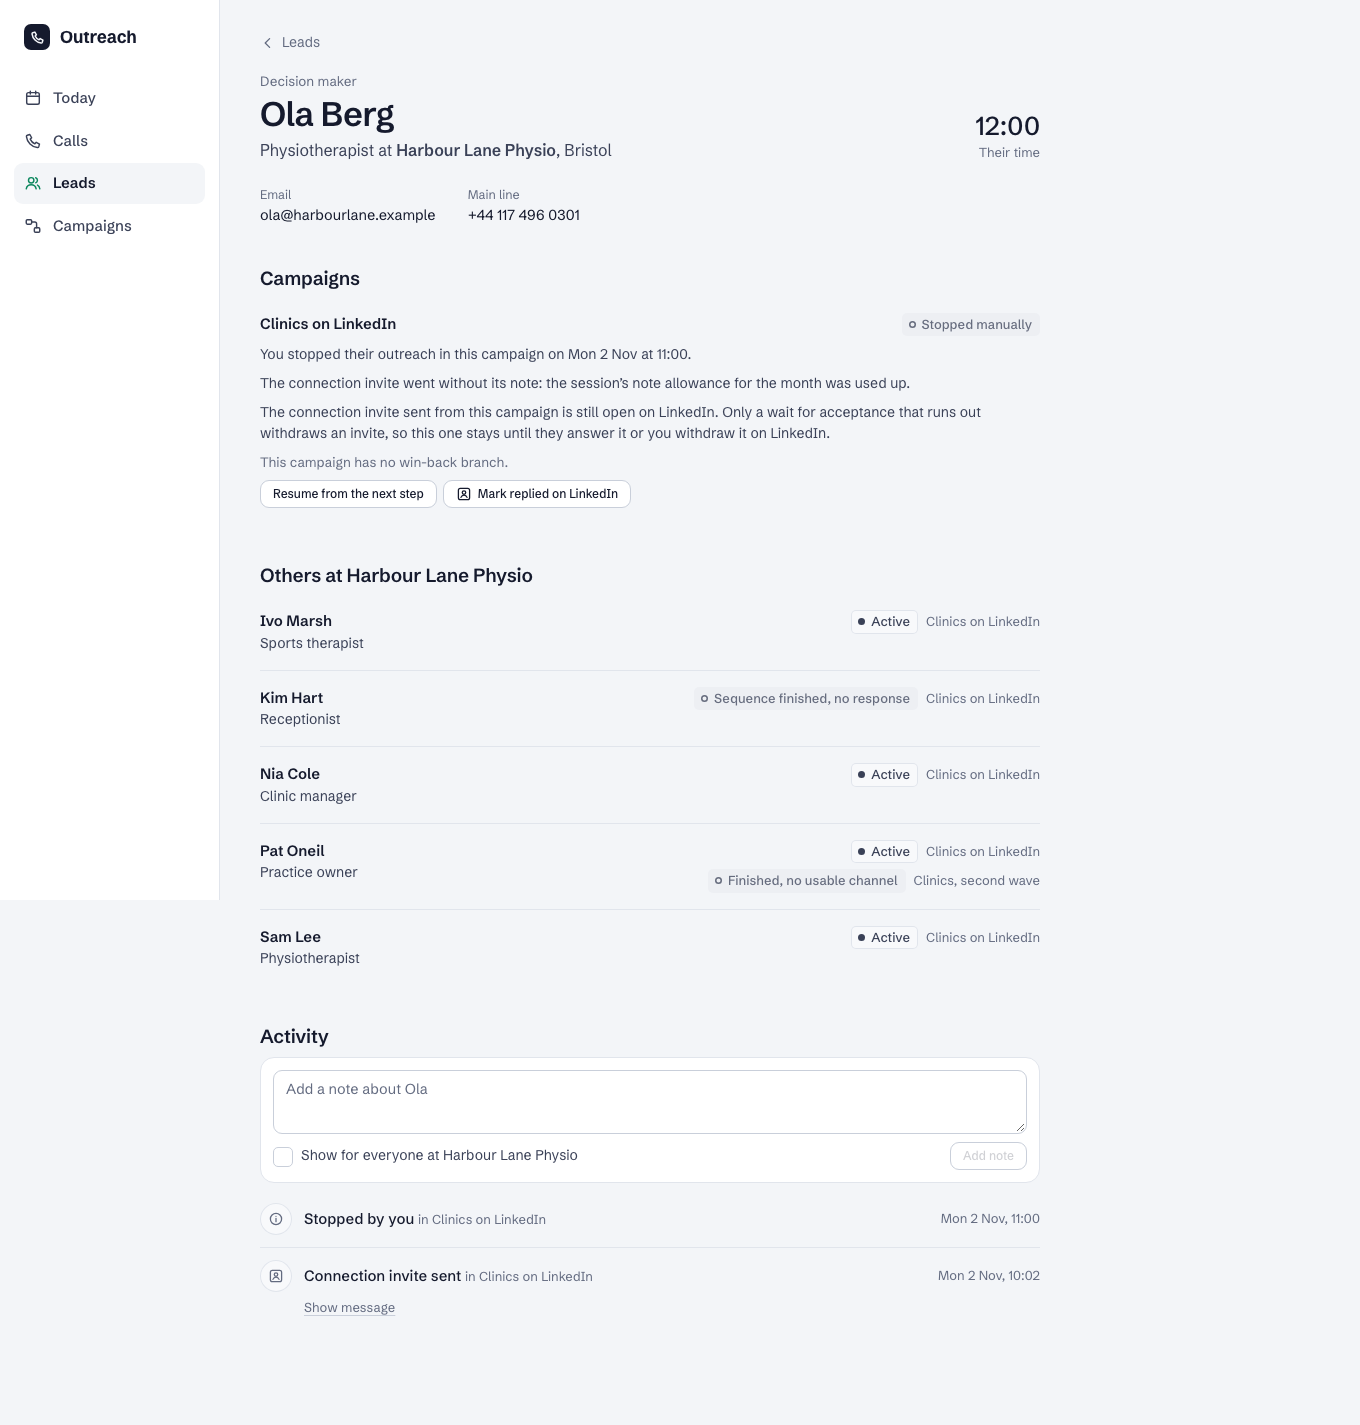 Outreach
Today
Calls
Leads
Campaigns
Leads
Decision maker
Ola Berg
Physiotherapist at Harbour Lane Physio, Bristol
12:00
Their time
Email
ola@harbourlane.example
Main line
+44 117 496 0301
Campaigns
Clinics on LinkedIn
Stopped manually
You stopped their outreach in this campaign on Mon 2 Nov at 11:00.
The connection invite went without its note: the session’s note allowance for the month was used up.
The connection invite sent from this campaign is still open on LinkedIn. Only a wait for acceptance that runs out
withdraws an invite, so this one stays until they answer it or you withdraw it on LinkedIn.
This campaign has no win-back branch.
Resume from the next step
Mark replied on LinkedIn
Others at Harbour Lane Physio
Ivo Marsh
Active
Clinics on LinkedIn
Sports therapist
Kim Hart
Sequence finished, no response
Clinics on LinkedIn
Receptionist
Nia Cole
Active
Clinics on LinkedIn
Clinic manager
Pat Oneil
Active
Clinics on LinkedIn
Practice owner
Finished, no usable channel
Clinics, second wave
Sam Lee
Active
Clinics on LinkedIn
Physiotherapist
Activity
Add a note about Ola
Show for everyone at Harbour Lane Physio
Add note
Stopped by you in Clinics on LinkedIn
Mon 2 Nov, 11:00
Connection invite sent in Clinics on LinkedIn
Mon 2 Nov, 10:02
Show message